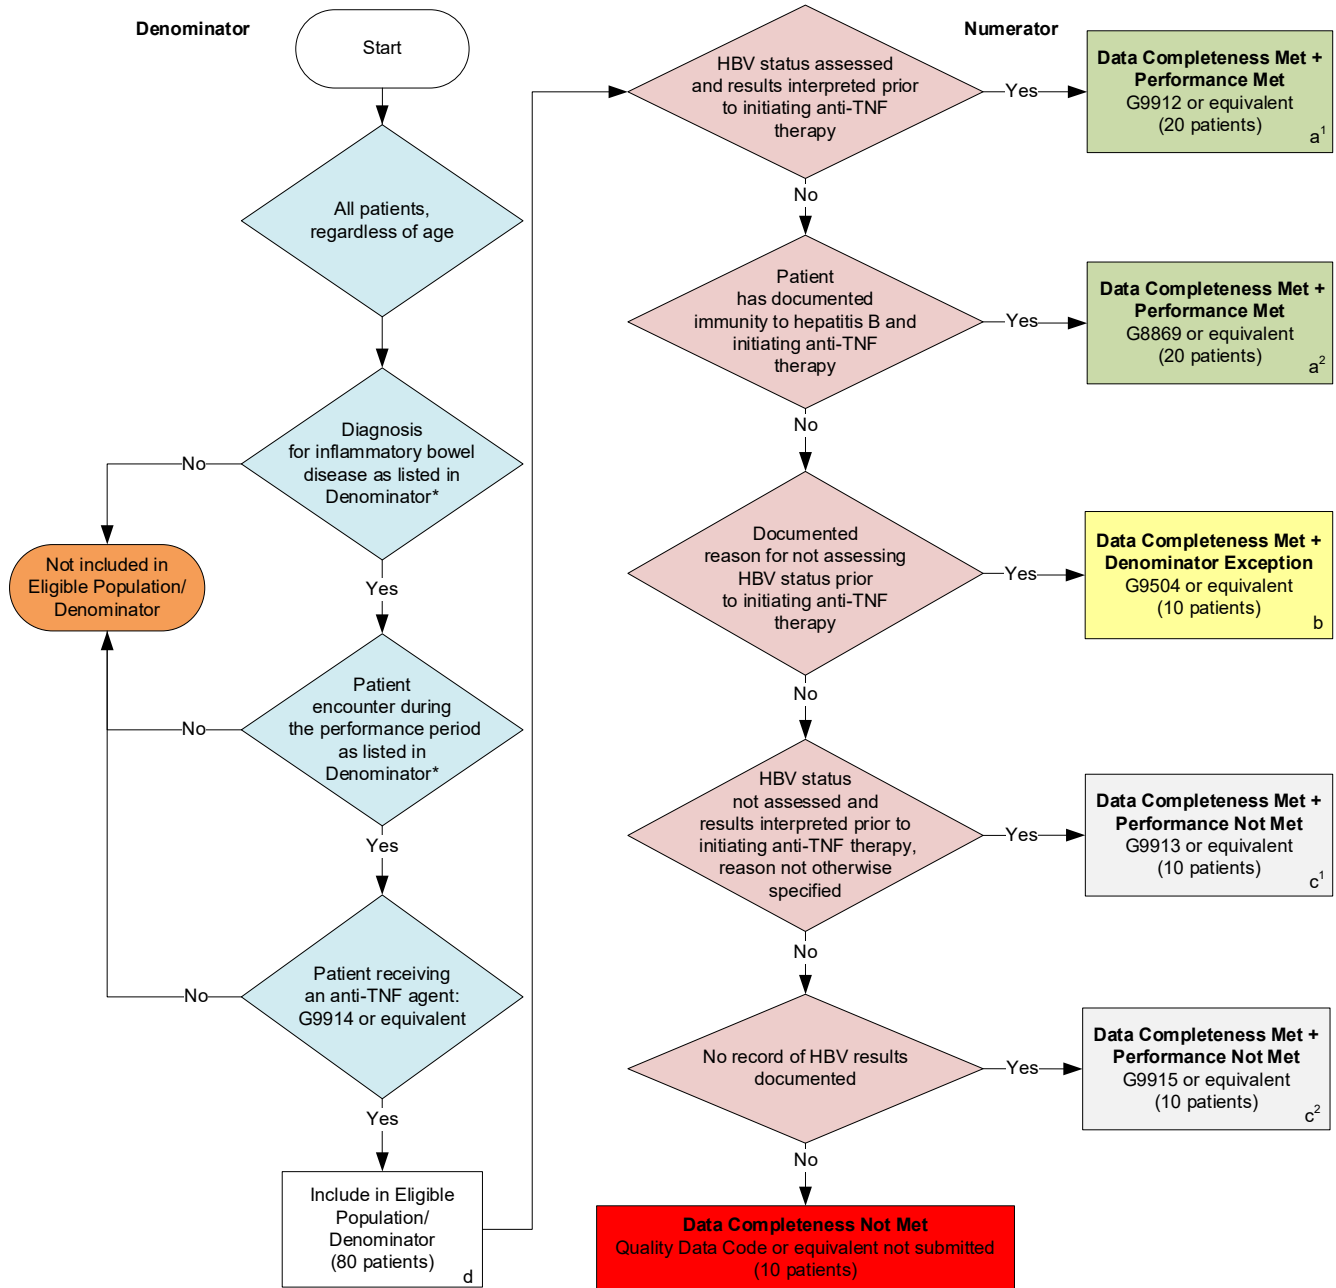 Denominator
Start
All patients,
regardless of age
Diagnosis
for inflammatory bowel
disease as listed in
Denominator*
No
Yes
Not included in
Eligible Population/
Denominator
Patient
encounter during
the performance period
as listed in
Denominator*
No
Yes
Patient receiving
an anti-TNF agent:
G9914 or equivalent
No
Yes
Include in Eligible
Population/
Denominator
(80 patients)
d
Numerator
HBV status assessed
and results interpreted prior
to initiating anti-TNF
therapy
Yes
Data Completeness Met +
Performance Met
G9912 or equivalent
(20 patients)
a¹
No
Patient
has documented
immunity to hepatitis B and
initiating anti-TNF
therapy
Yes
Data Completeness Met +
Performance Met
G8869 or equivalent
(20 patients)
a²
No
Documented
reason for not assessing
HBV status prior
to initiating anti-TNF
therapy
Yes
Data Completeness Met +
Denominator Exception
G9504 or equivalent
(10 patients)
b
No
HBV status
not assessed and
results interpreted prior to
initiating anti-TNF therapy,
reason not otherwise
specified
Yes
Data Completeness Met +
Performance Not Met
G9913 or equivalent
(10 patients)
c¹
No
No record of HBV results
documented
Yes
Data Completeness Met +
Performance Not Met
G9915 or equivalent
(10 patients)
c²
No
Data Completeness Not Met
Quality Data Code or equivalent not submitted
(10 patients)